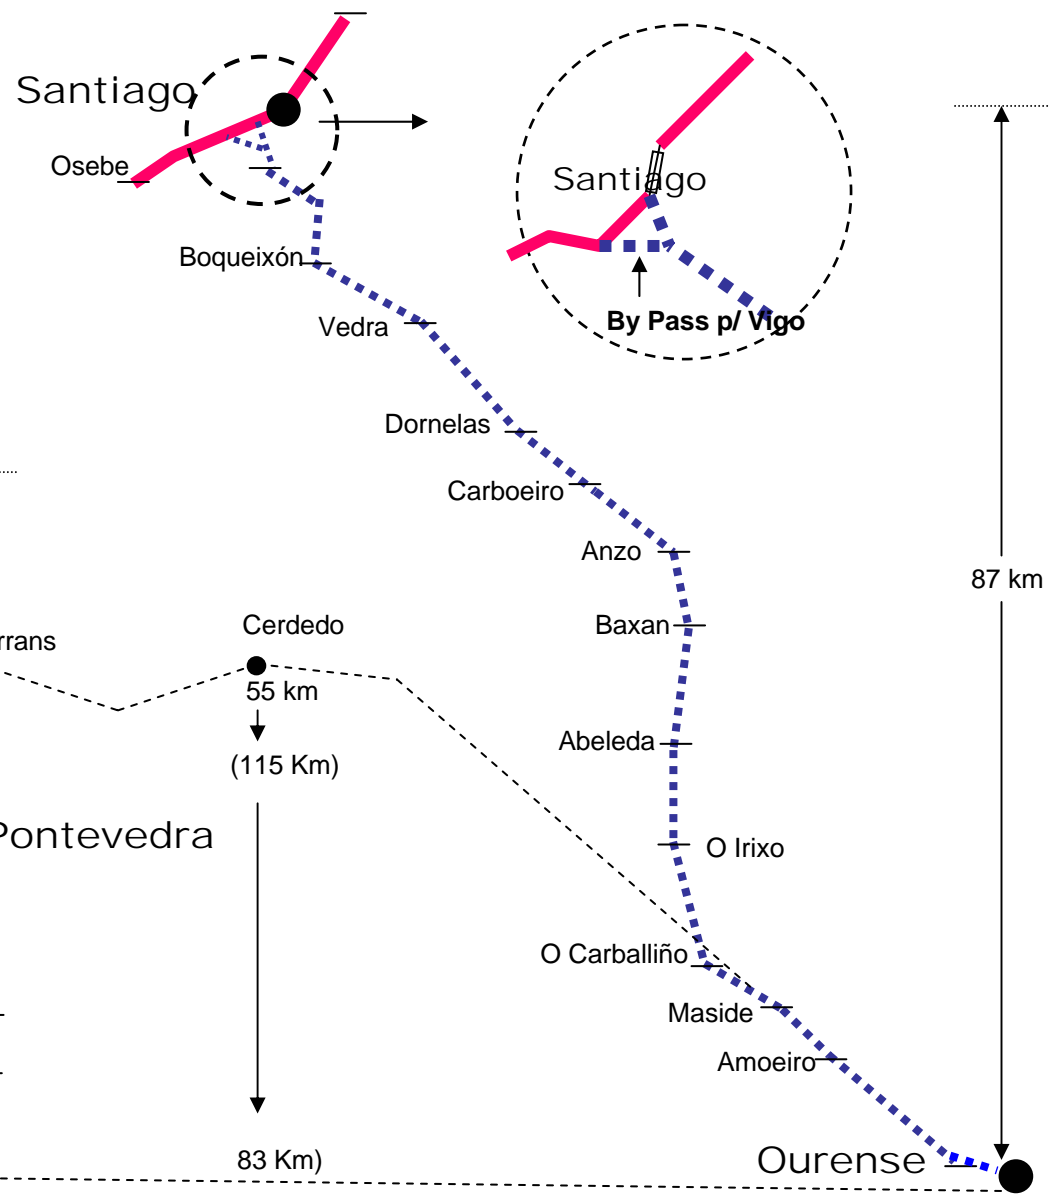 Santiago
Osebe
Santiago
Boqueixón
By Pass p/ Vigo
Vedra
Dornelas
Carboeiro
Anzo
87 km
Baxan
Cerdedo
rrans
55 km
Abeleda
(115 Km)
Pontevedra
O Irixo
O Carballiño
Maside
Amoeiro
83 Km)
Ourense